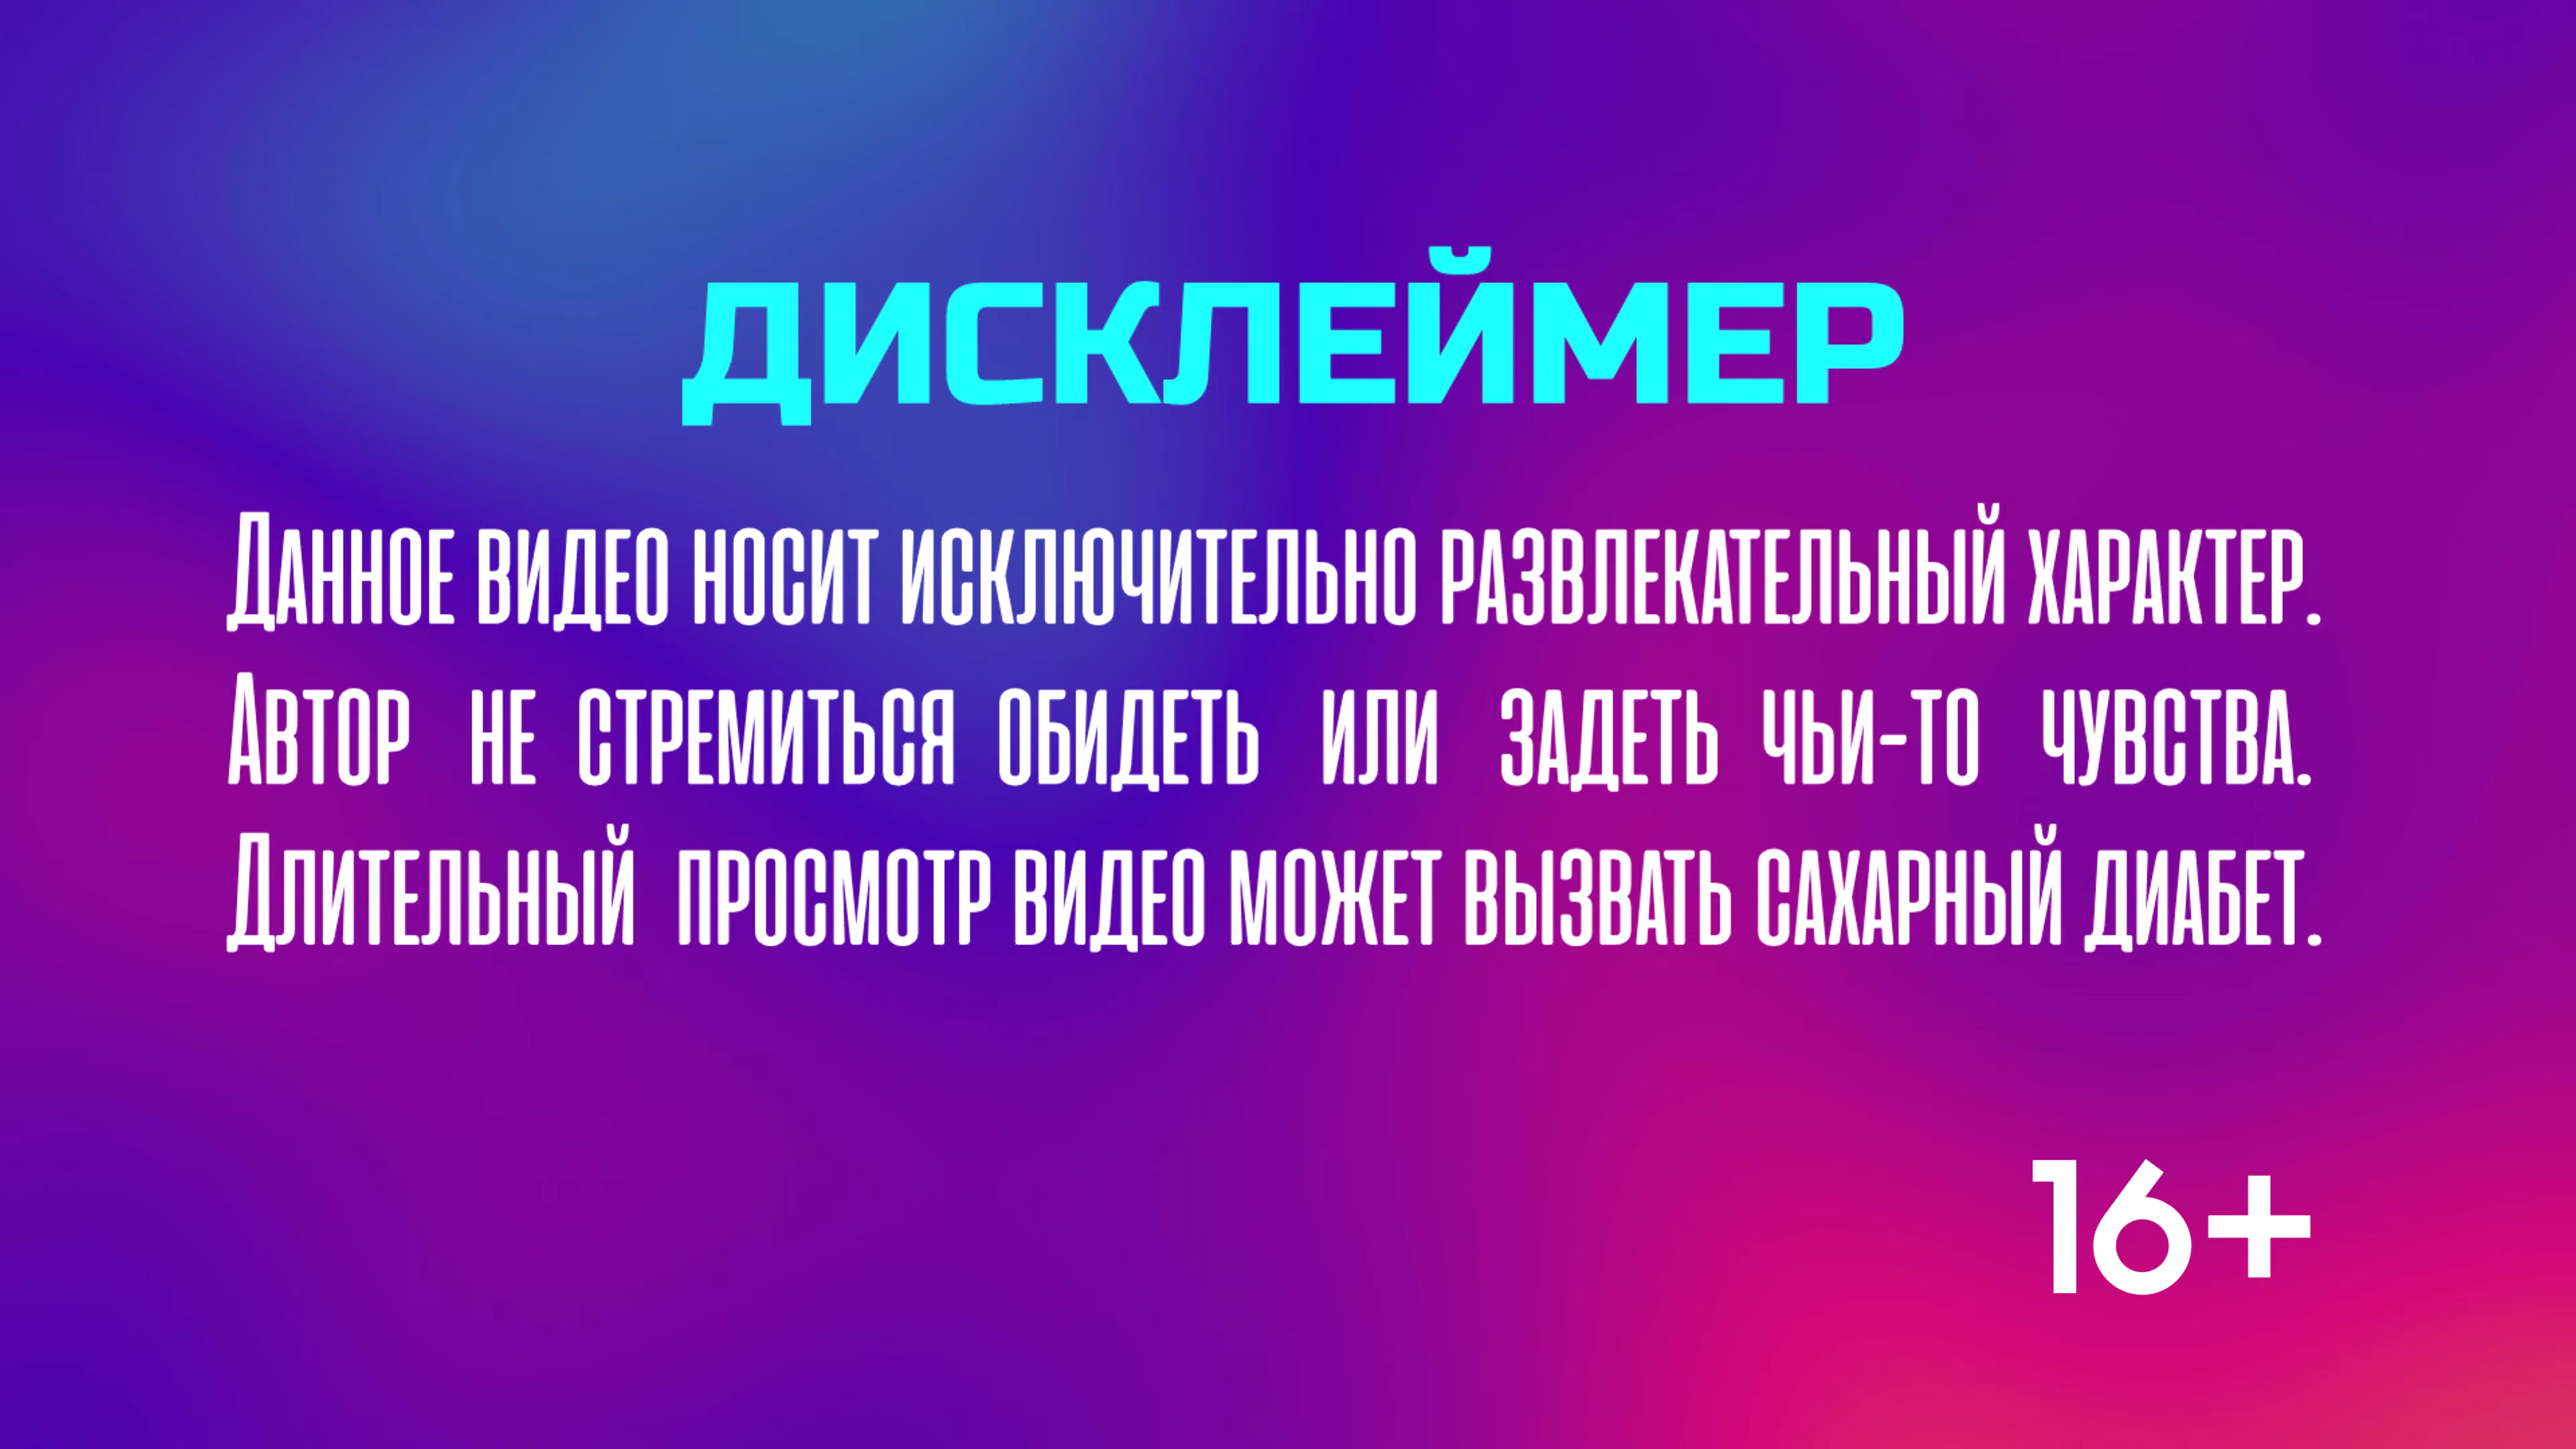 ДИСКЛЕЙМЕР
Данное видео носит исключительно развлекательный характер.
Автор не стремиться обидеть или задеть чьи-то чувства.
Длительный просмотр видео может вызвать сахарный диабет.
16+